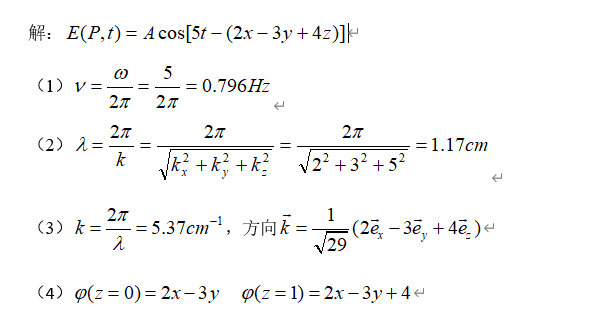 解：E(P,t) = A cos[5t − (2x − 3y + 4z)]↵
（1）ν = ω/2π = 5/2π = 0.796Hz ↵
（2）λ = 2π/k = 2π/√(kₓ² + k_y² + k_z²) = 2π/√(2² + 3² + 5²) = 1.17cm ↵
（3）k = 2π/λ = 5.37cm⁻¹，方向k⃗ = 1/√29 (2e⃗ₓ − 3e⃗_y + 4e⃗_z)↵
（4）φ(z = 0) = 2x − 3y φ(z = 1) = 2x − 3y + 4↵